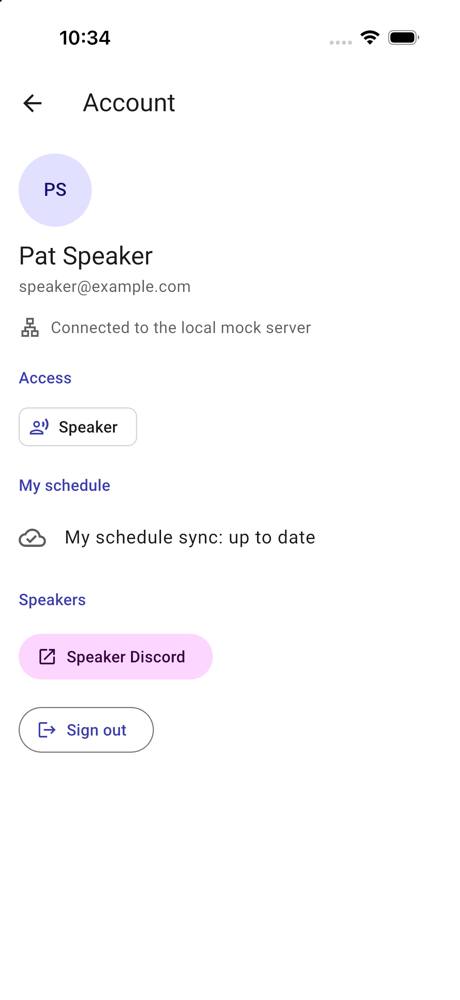 10:34
Account
PS
Pat Speaker
speaker@example.com
Connected to the local mock server
Access
Speaker
My schedule
My schedule sync: up to date
Speakers
Speaker Discord
Sign out